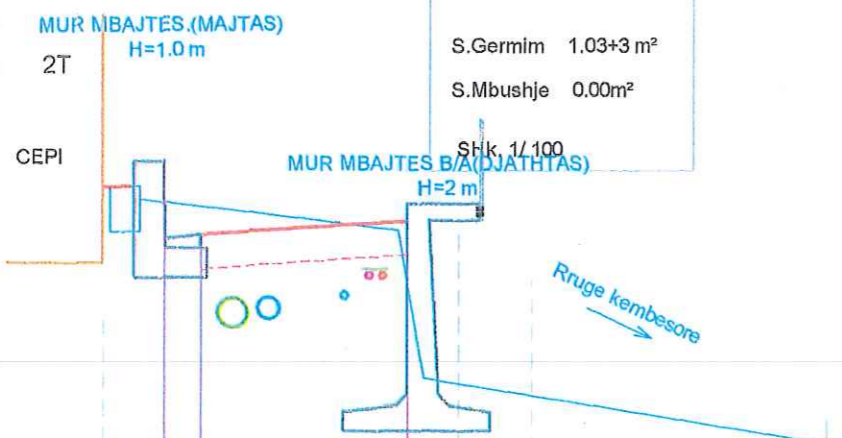 MUR MBAJTES.(MAJTAS)
H=1.0 m
2T
CEPI
S.Germim 1.03+3 m²
S.Mbushje 0.00m²
Shk. 1/100
MUR MBAJTES B/A(DJATHTAS)
H=2 m
Rruge kembesore